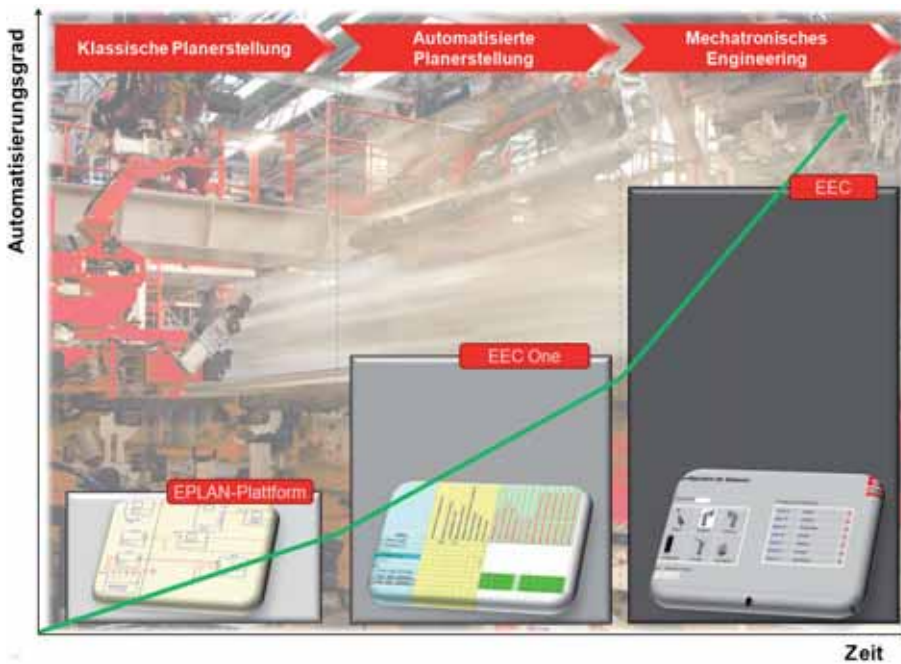 Klassische Planerstellung
Automatisierte
Planerstellung
Mechatronisches
Engineering
Automatisierungsgrad
EEC
EEC One
EPLAN-Plattform
Zeit